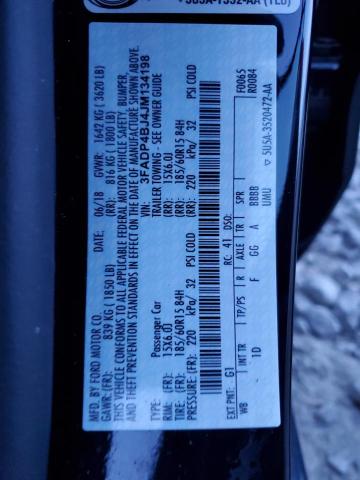 5U5A-1532-AA (TLB)
MFD. BY FORD MOTOR CO.
06/18
GVWR: 1642 KG ( 3620 LB)
GAWR:(FR): 839 KG ( 1850 LB)
(RR): 816 KG ( 1800 LB)
THIS VEHICLE CONFORMS TO ALL APPLICABLE FEDERAL MOTOR VEHICLE SAFETY, BUMPER,
THEFT PREVENTION STANDARDS IN EFFECT ON THE DATE OF MANUFACTURE SHOWN ABOVE.
VIN: 3FADP4BJ4JM134198
TYPE: Passenger Car
TRAILER TOWING - SEE OWNER GUIDE
RIM: (FR): 15X6.0J
(RR): 15X6.0J
TIRE:(FR): 185/60R15 84H
(RR): 185/60R15 84H
PRESSURE:(FR): 220 kPa/ 32 PSI COLD
(RR): 220 kPa/ 32 PSI COLD
EXT PNT: G1
RC: 41
DSO:
F0065
R0084
WB
INT TR
TP/PS
R
AXLE
TR
SPR
1D
F
GG
A
BBBB
UMU
▽ 5U5A-3520472-AA